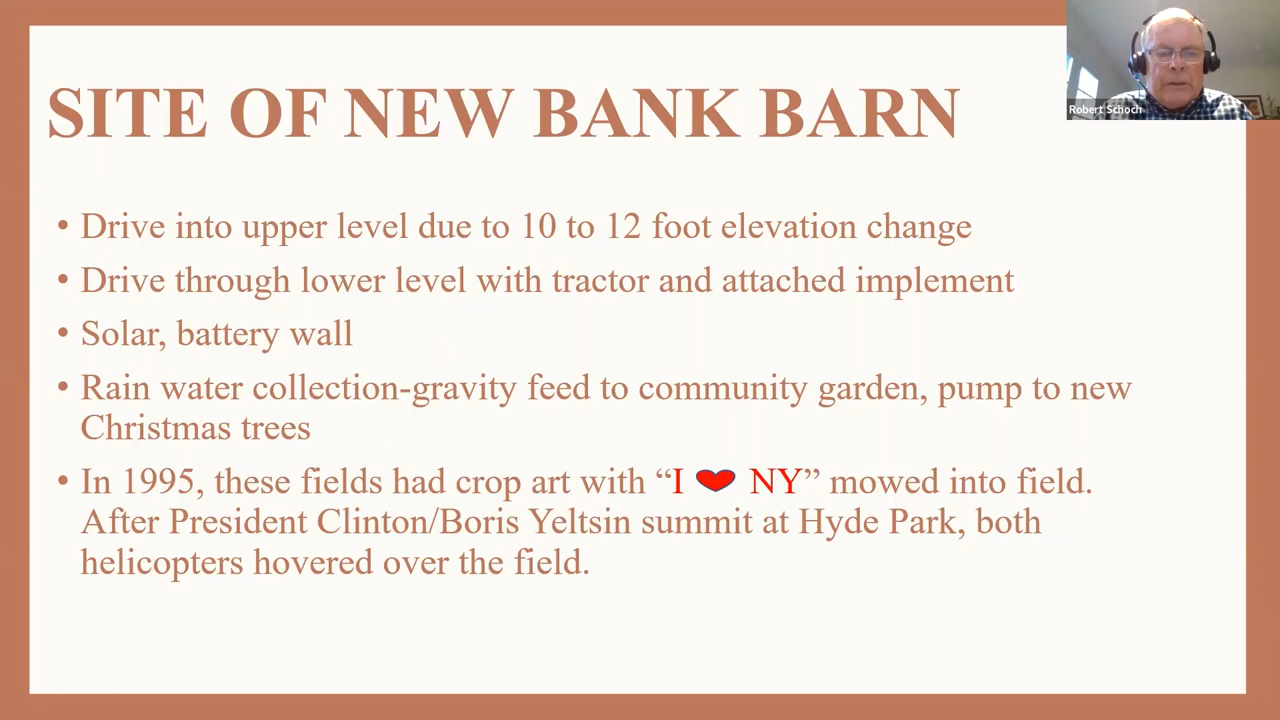 SITE OF NEW BANK BARN
Robert Schoch
• Drive into upper level due to 10 to 12 foot elevation change
• Drive through lower level with tractor and attached implement
• Solar, battery wall
• Rain water collection-gravity feed to community garden, pump to new
Christmas trees
• In 1995, these fields had crop art with “I ❤ NY” mowed into field.
After President Clinton/Boris Yeltsin summit at Hyde Park, both
helicopters hovered over the field.